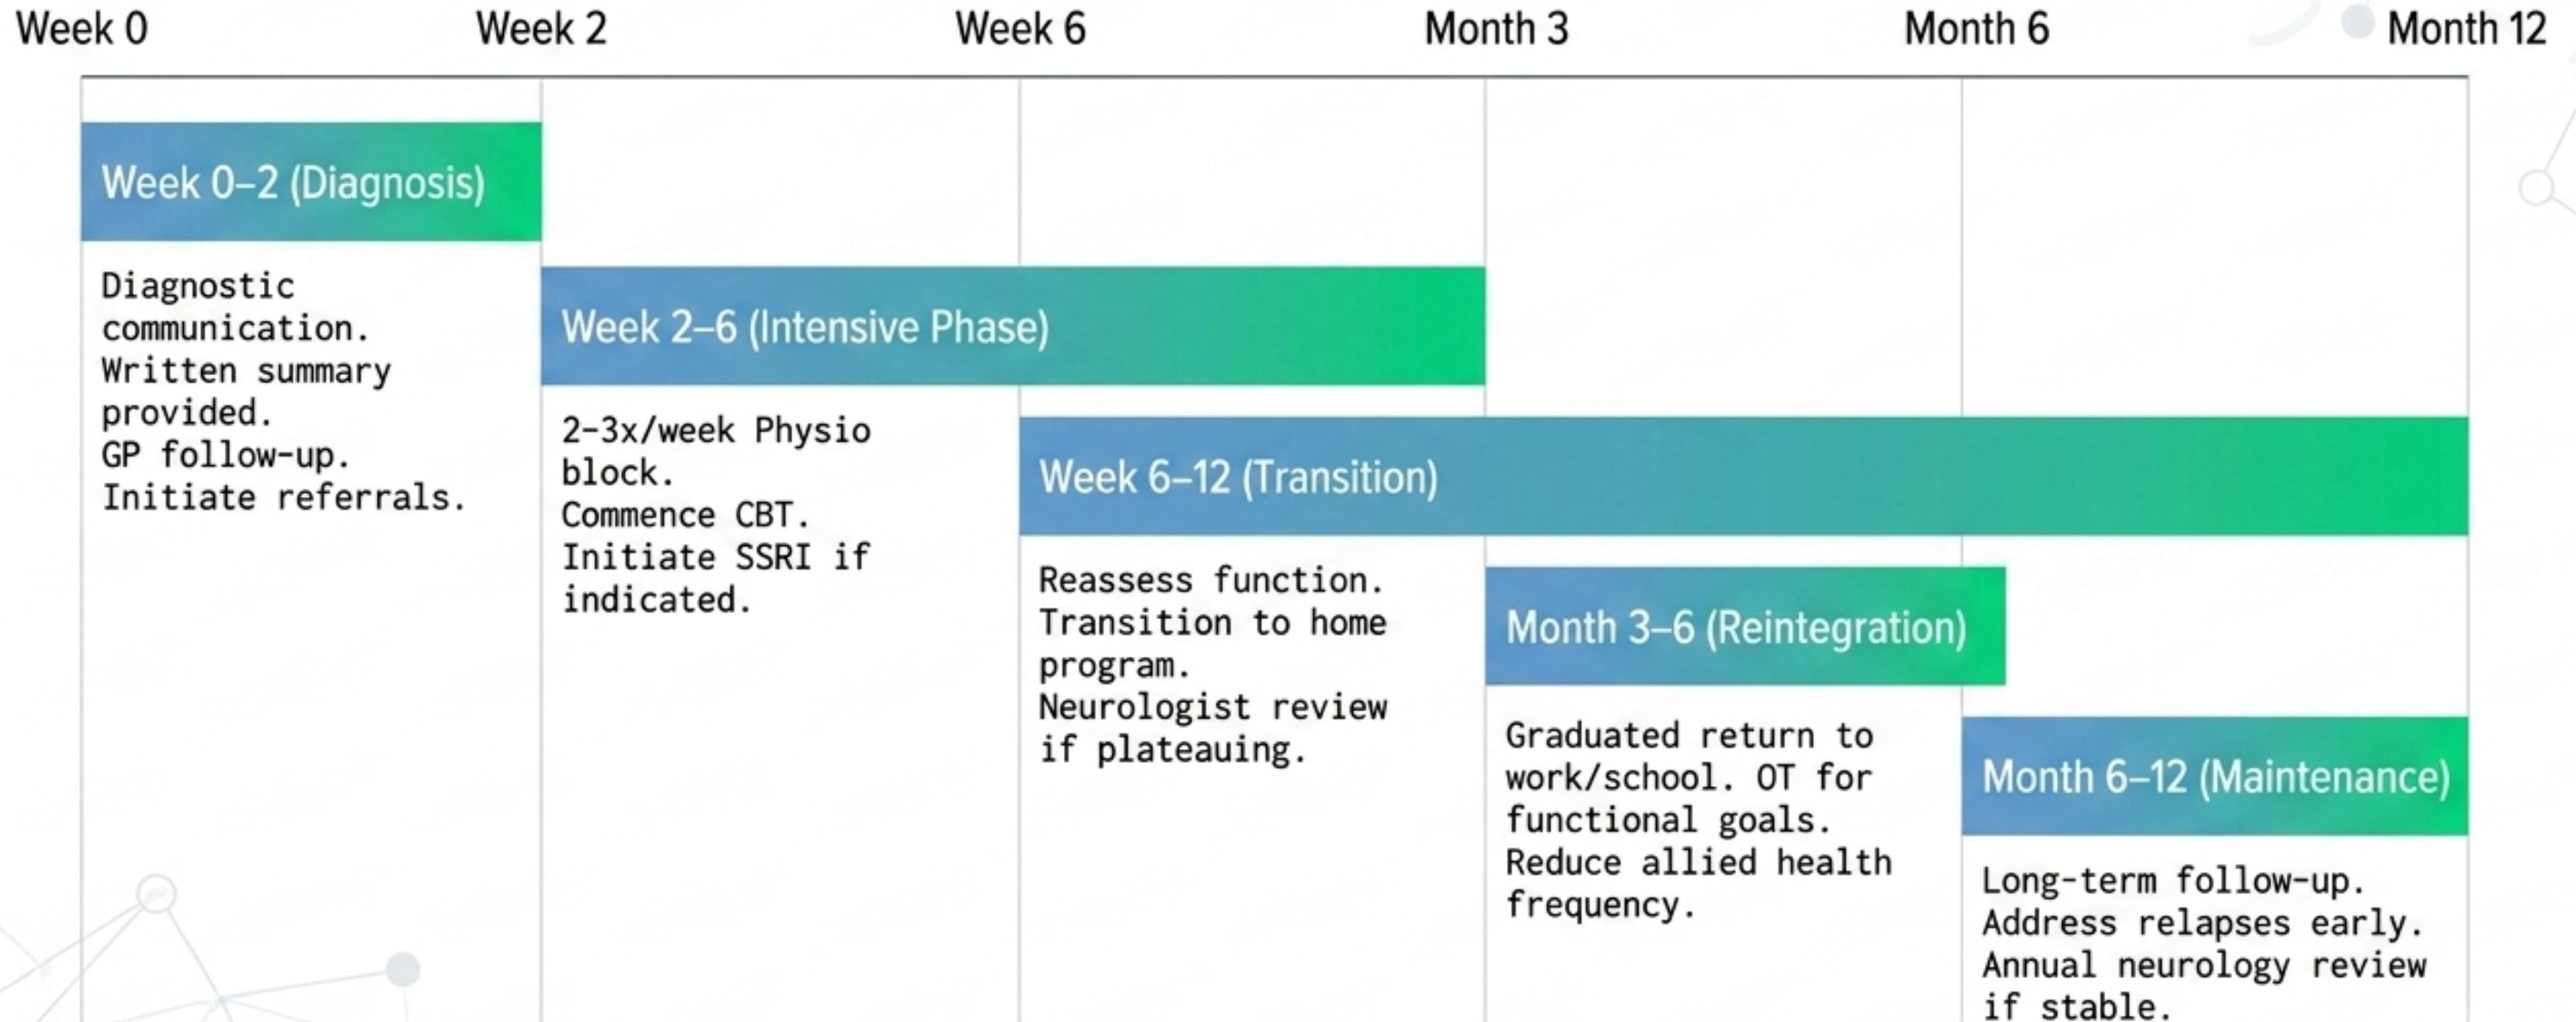 Week 0
Week 2
Week 6
Month 3
Month 6
Month 12
Week 0–2 (Diagnosis)
Diagnostic
communication.
Written summary
provided.
GP follow-up.
Initiate referrals.
Week 2–6 (Intensive Phase)
2-3x/week Physio
block.
Commence CBT.
Initiate SSRI if
indicated.
Week 6–12 (Transition)
Reassess function.
Transition to home
program.
Neurologist review
if plateauing.
Month 3–6 (Reintegration)
Graduated return to
work/school. OT for
functional goals.
Reduce allied health
frequency.
Month 6–12 (Maintenance)
Long-term follow-up.
Address relapses early.
Annual neurology review
if stable.